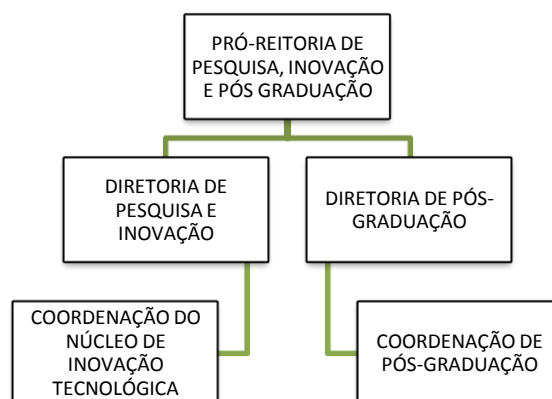 PRÓ-REITORIA DE
PESQUISA, INOVAÇÃO
E PÓS GRADUAÇÃO
DIRETORIA DE
PESQUISA E
INOVAÇÃO
DIRETORIA DE PÓS-
GRADUAÇÃO
COORDENAÇÃO DO
NÚCLEO DE
INOVAÇÃO
TECNOLÓGICA
COORDENAÇÃO DE
PÓS-GRADUAÇÃO